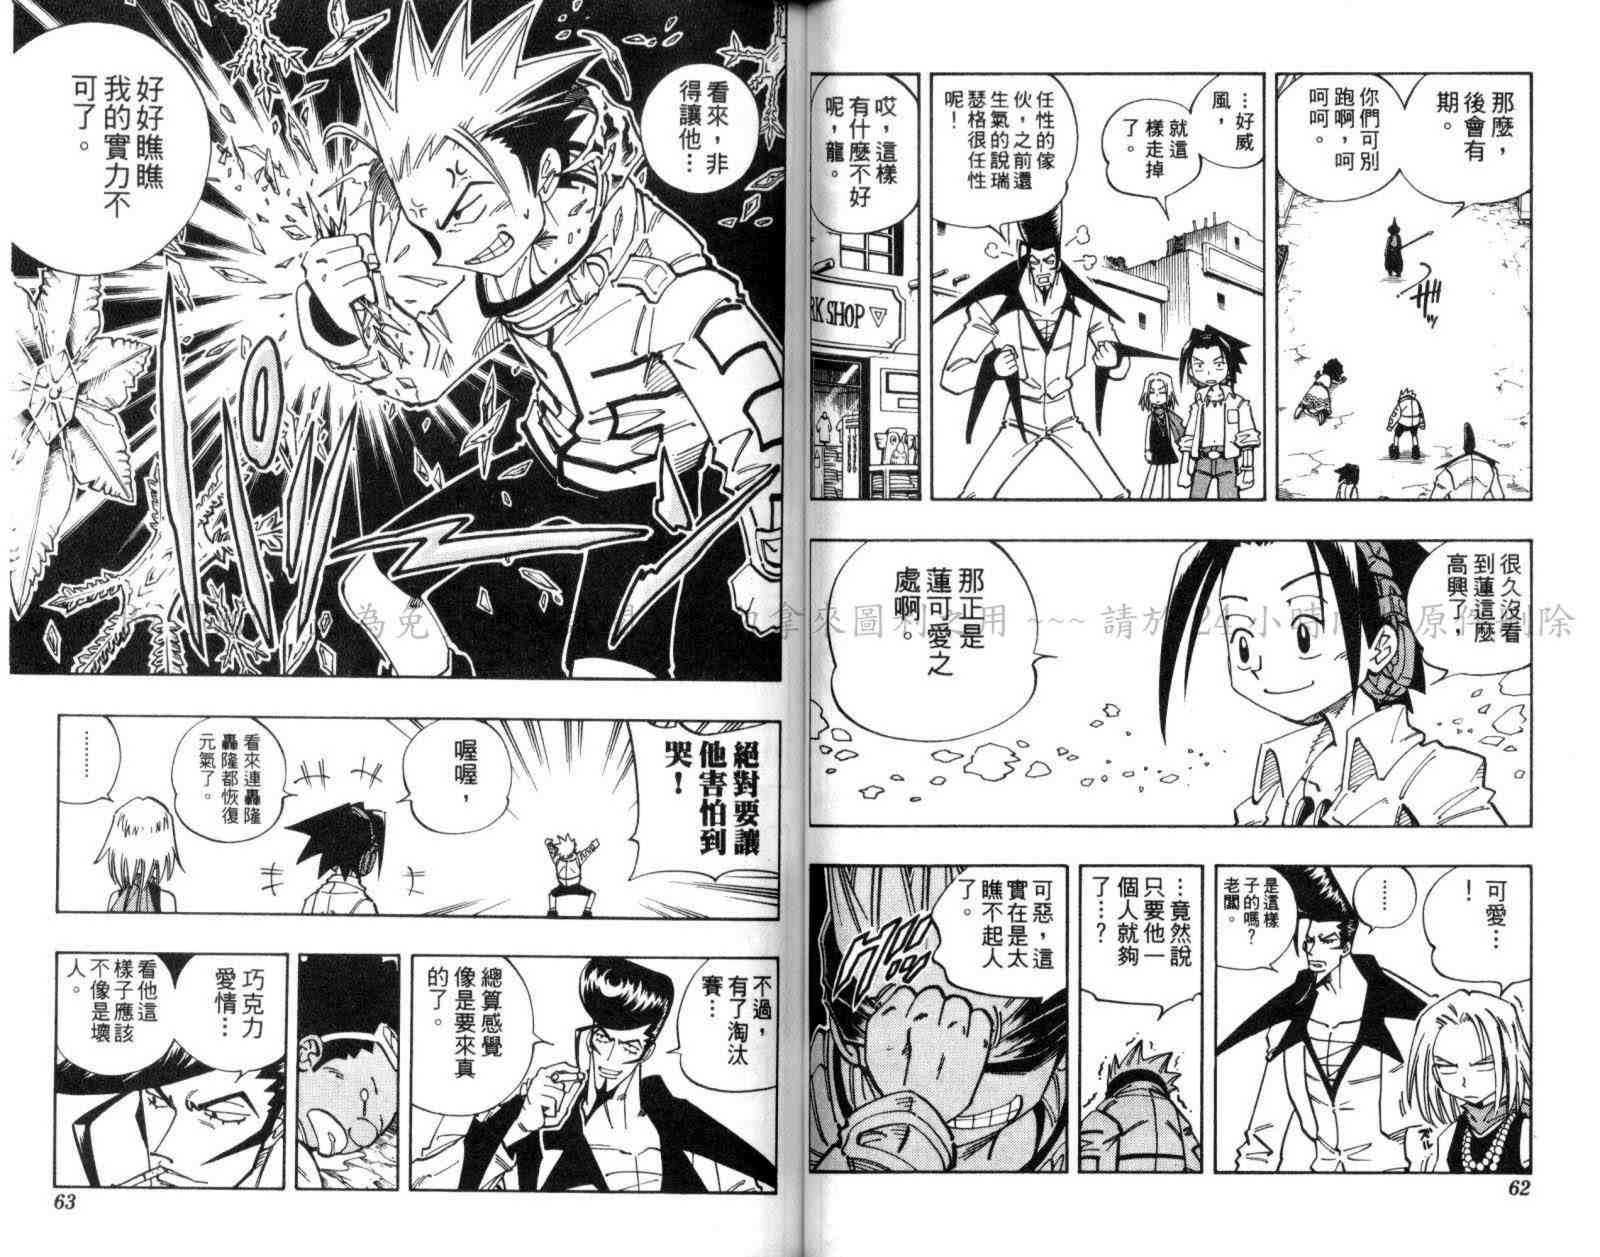 那麼，
後會有
期。
你們可別
跑啊，呵
呵呵。
…好威
風，
就這
樣走掉
了。
任性的傢
伙，之前還
生氣的說瑞
瑟格很任性
呢！
哎，這樣
有什麼不好
呢，龍。
RK SHOP
很久沒看
到蓮這麼
高興了，
那正是
蓮可愛之
處啊。
可愛…
！
……
是這樣
子的嗎？
老闆。
…竟然說
只要他一
個人就夠
了……？
可惡，這
實在是太
瞧不起人
了。
62
看來，非
得讓他…
好好瞧瞧
我的實力不
可了。
絕對要讓
他害怕到
哭！
喔喔，
看來連轟隆
轟隆都恢復
元氣了。
……
不過，
有了淘汰
賽…
總算感覺
像是要來真
的了。
巧克力
愛情…
看他這
樣子應該
不像是壞
人。
63